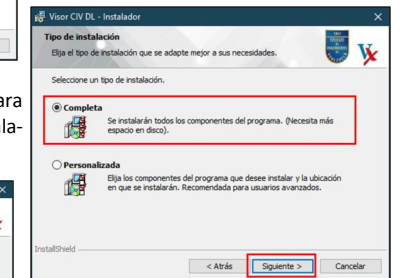 Visor CIV DL - Instalador
Tipo de instalación
Elija el tipo de instalación que se adapte mejor a sus necesidades.
Seleccione un tipo de instalación.
Completa
Se instalarán todos los componentes del programa. (Necesita más
espacio en disco).
Personalizada
Elija los componentes del programa que desee instalar y la ubicación
en que se instalarán. Recomendada para usuarios avanzados.
InstallShield
< Atrás
Siguiente >
Cancelar
ara
ala-